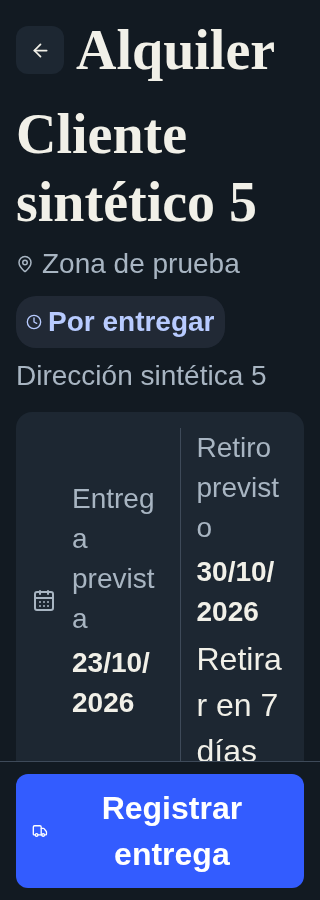 Alquiler
Cliente
sintético 5
Zona de prueba
Por entregar
Dirección sintética 5
Entreg
a
previst
a
23/10/
2026
Retiro
previst
o
30/10/
2026
Retira
r en 7
días
Registrar
entrega